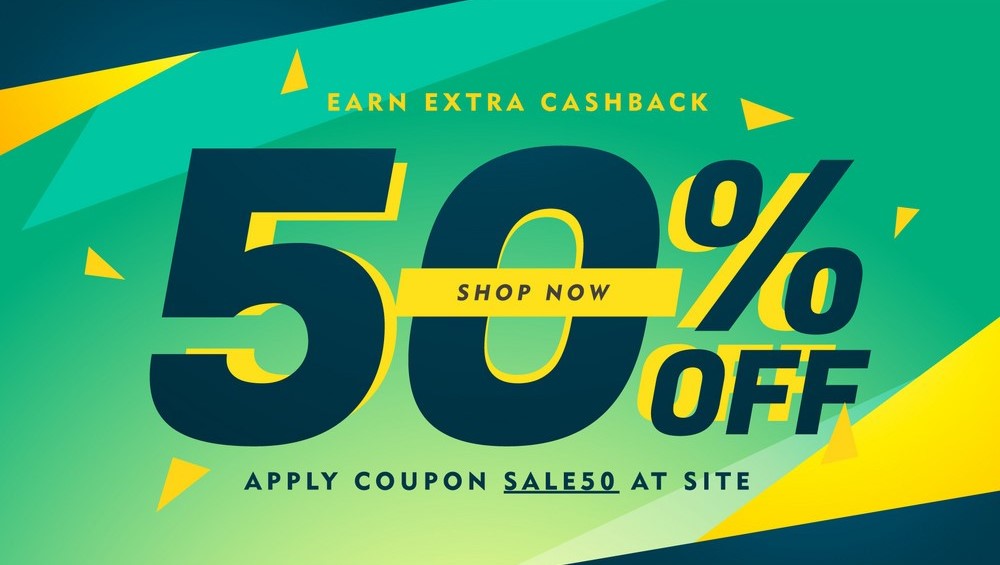 EARN EXTRA CASHBACK
50%
SHOP NOW
OFF
APPLY COUPON SALE50 AT SITE